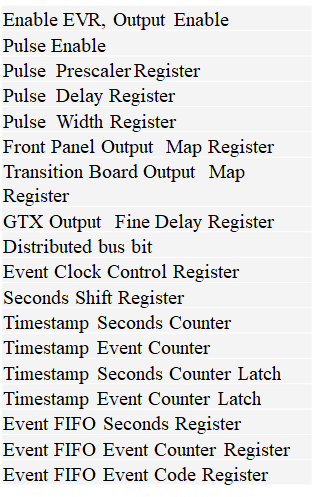 Enable EVR, Output Enable
Pulse Enable
Pulse Prescaler Register
Pulse Delay Register
Pulse Width Register
Front Panel Output Map Register
Transition Board Output Map
Register
GTX Output Fine Delay Register
Distributed bus bit
Event Clock Control Register
Seconds Shift Register
Timestamp Seconds Counter
Timestamp Event Counter
Timestamp Seconds Counter Latch
Timestamp Event Counter Latch
Event FIFO Seconds Register
Event FIFO Event Counter Register
Event FIFO Event Code Register